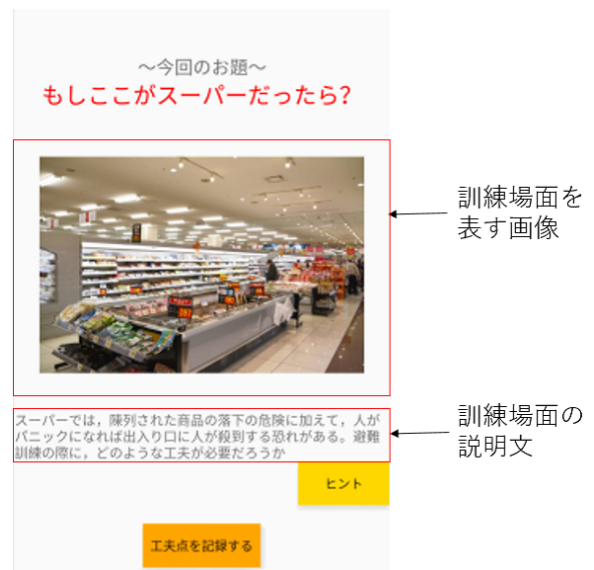 ～今回のお題～
もしここがスーパーだったら?
訓練場面を
表す画像
スーパーでは，陳列された商品の落下の危険に加えて，人が
パニックになれば出入り口に人が殺到する恐れがある。避難
訓練の際に，どのような工夫が必要だろうか
訓練場面の
説明文
ヒント
工夫点を記録する